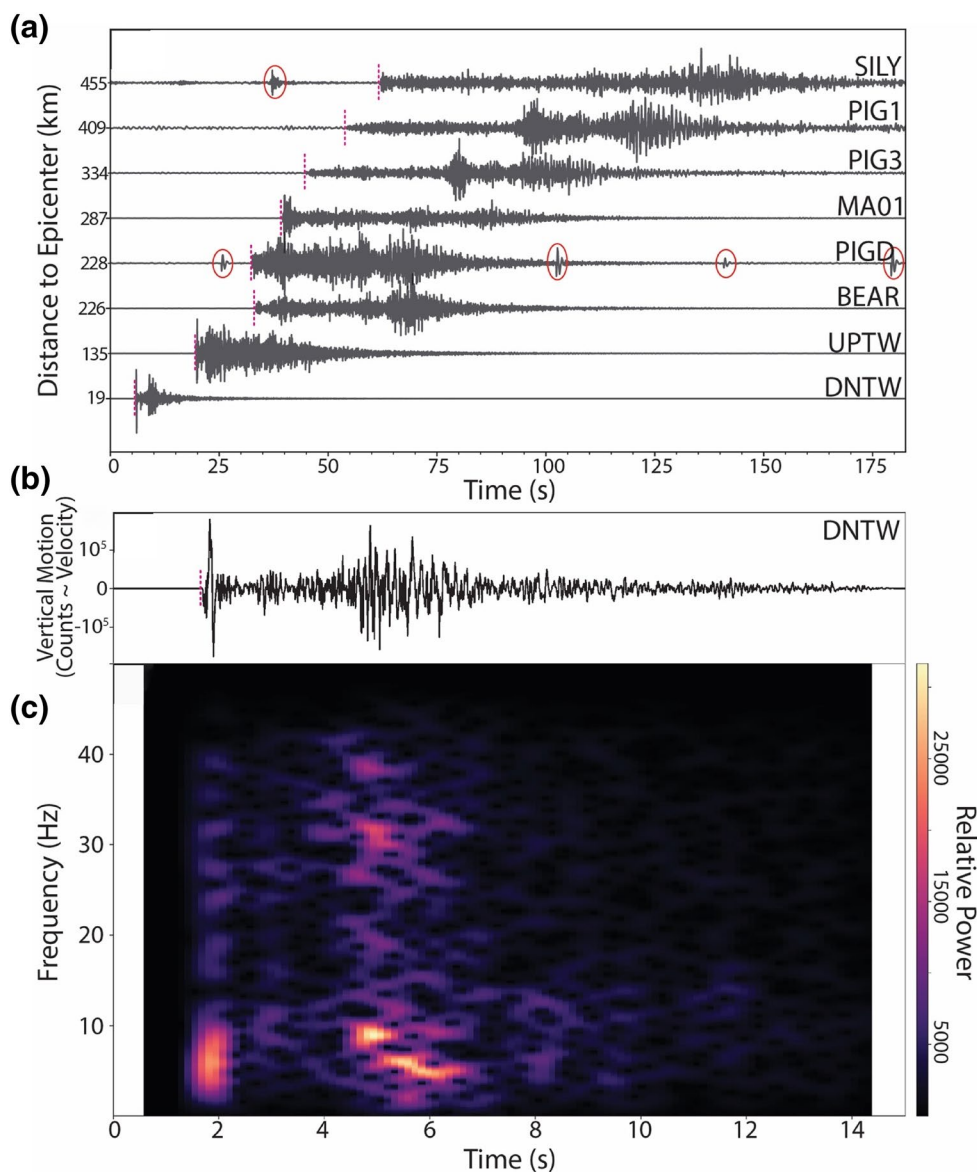 (a)
Distance to Epicenter (km)
455
409
334
287
228
226
135
19
SILY
PIG1
PIG3
MA01
PIGD
BEAR
UPTW
DNTW
0 25 50 75 100 125 150 175
Time (s)
(b)
Vertical Motion
(Counts ~ Velocity)
10⁵
0
-10⁵
DNTW
(c)
Frequency (Hz)
40
30
20
10
25000
15000
5000
Relative Power
0 2 4 6 8 10 12 14
Time (s)